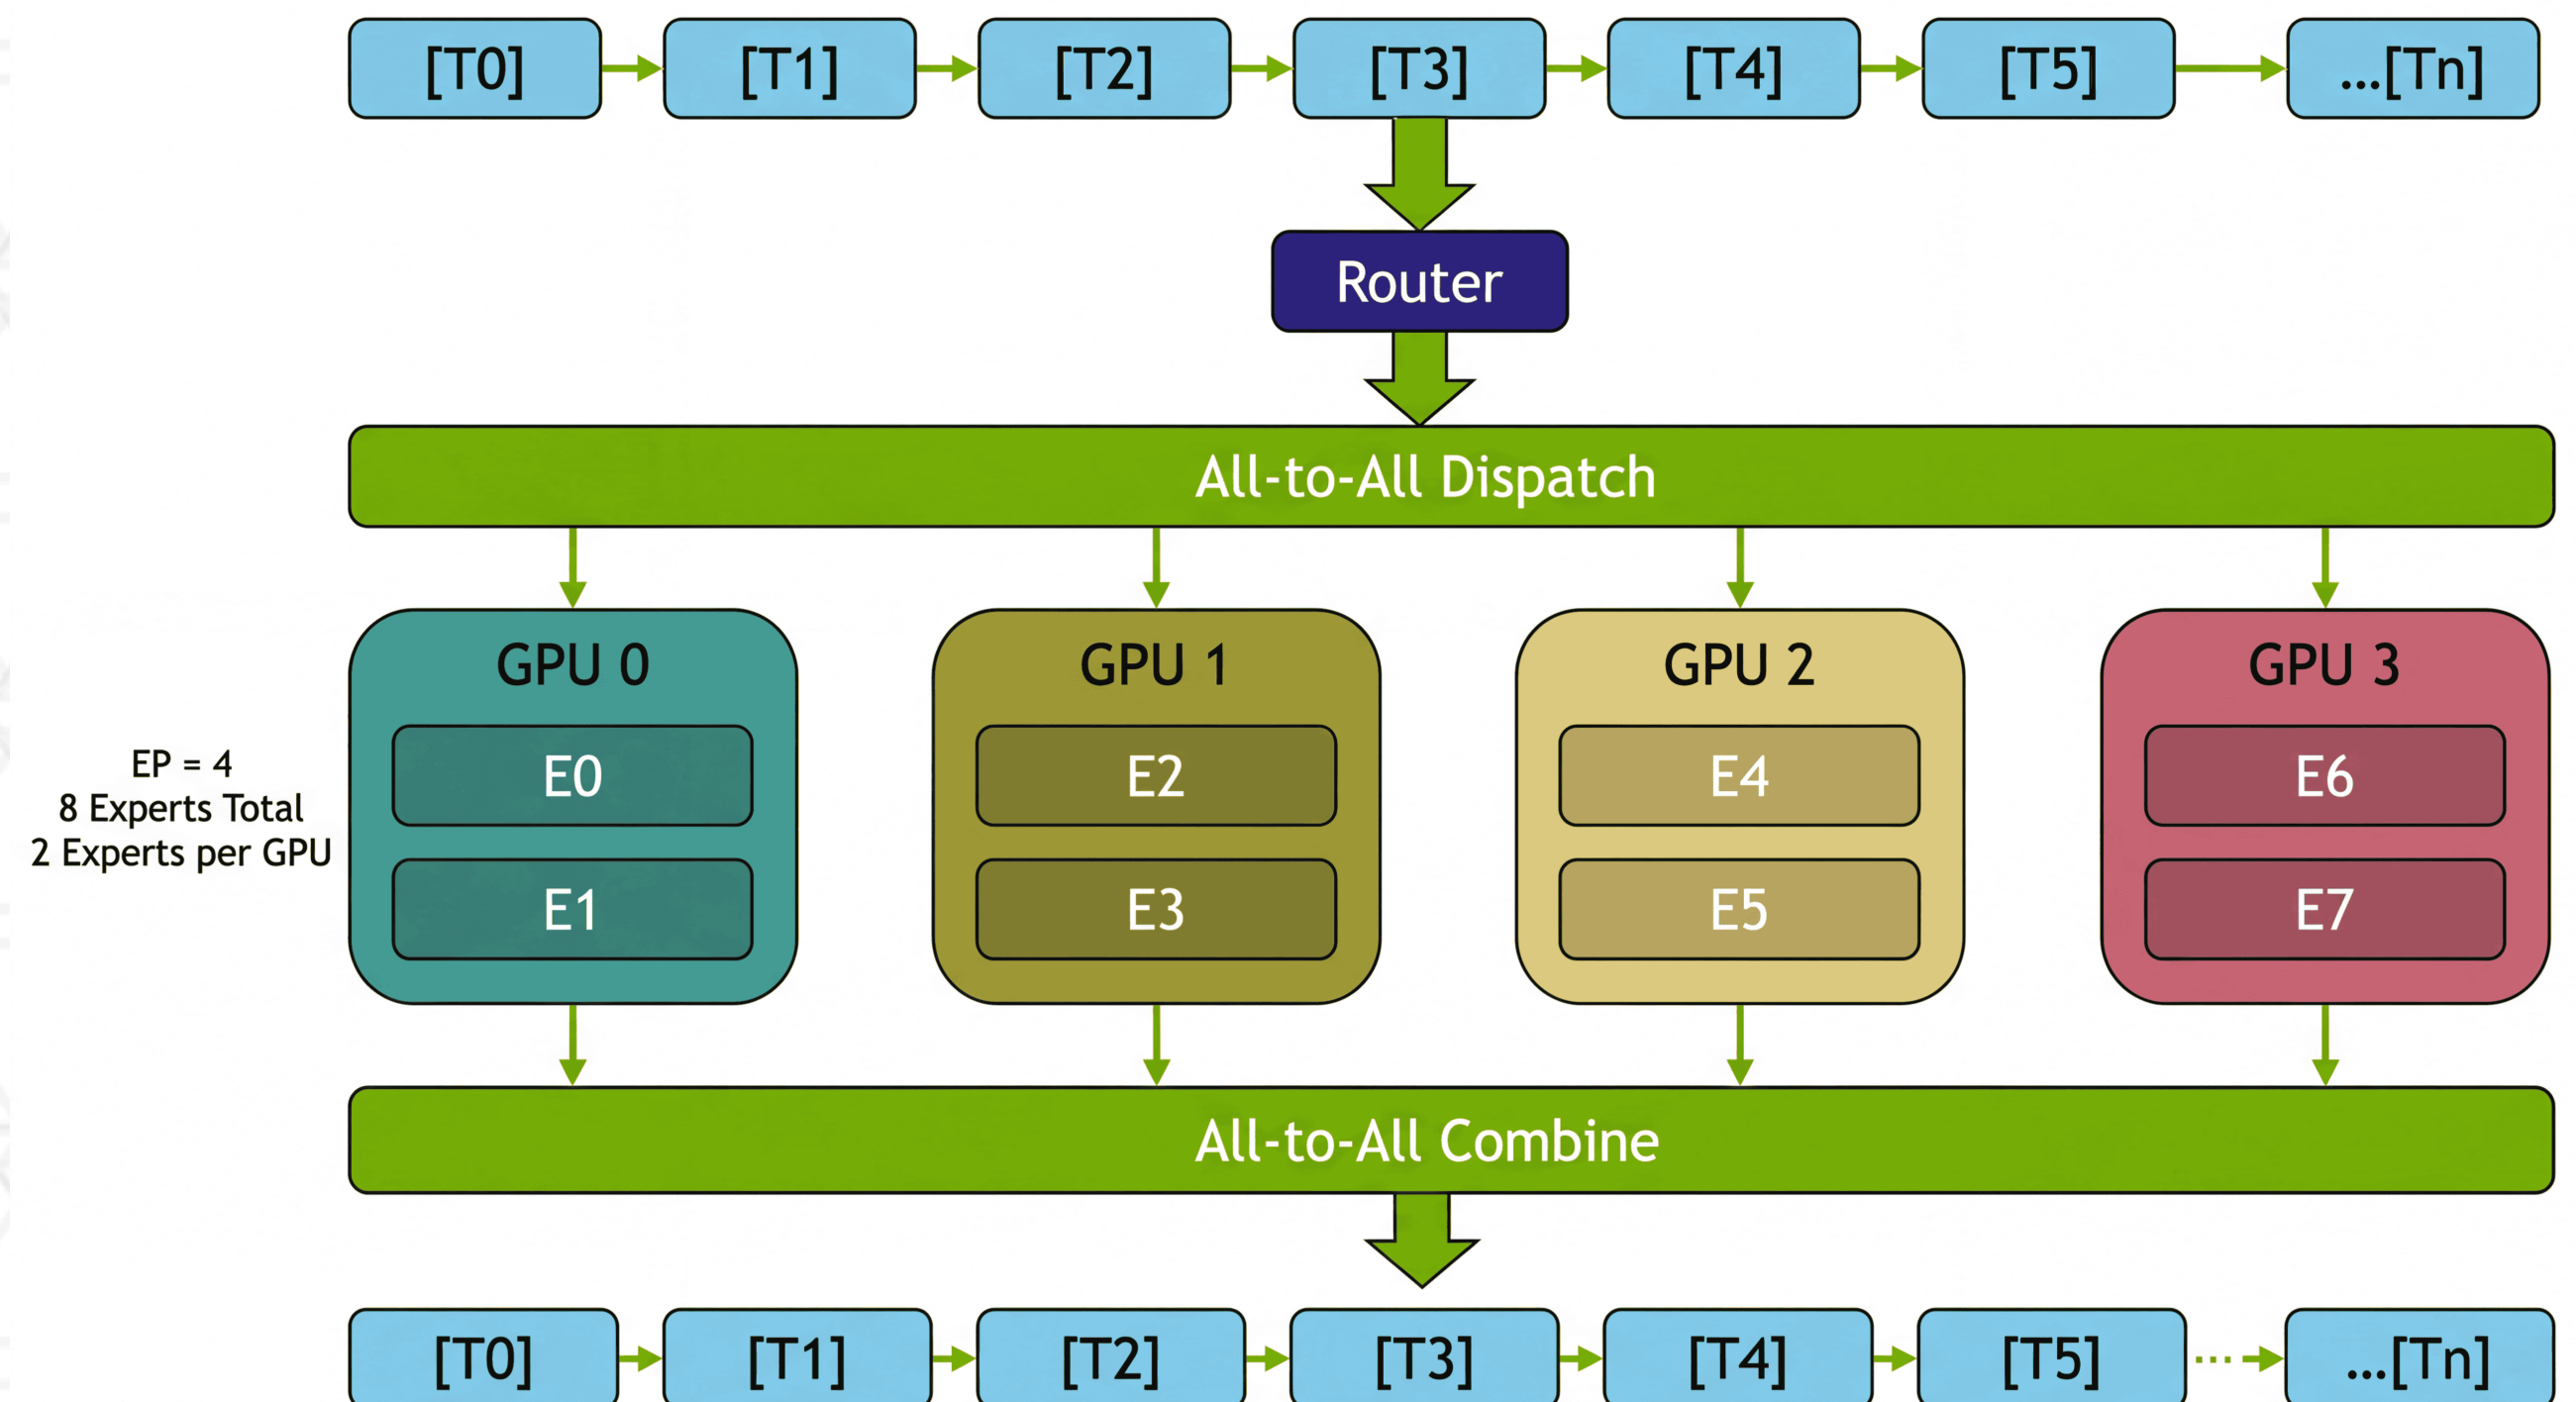 [T0] [T1] [T2] [T3] [T4] [T5] ...[Tn]
Router
All-to-All Dispatch
GPU 0 GPU 1 GPU 2 GPU 3
EP = 4
8 Experts Total
2 Experts per GPU
E0 E2 E4 E6
E1 E3 E5 E7
All-to-All Combine
[T0] [T1] [T2] [T3] [T4] [T5] ...[Tn]